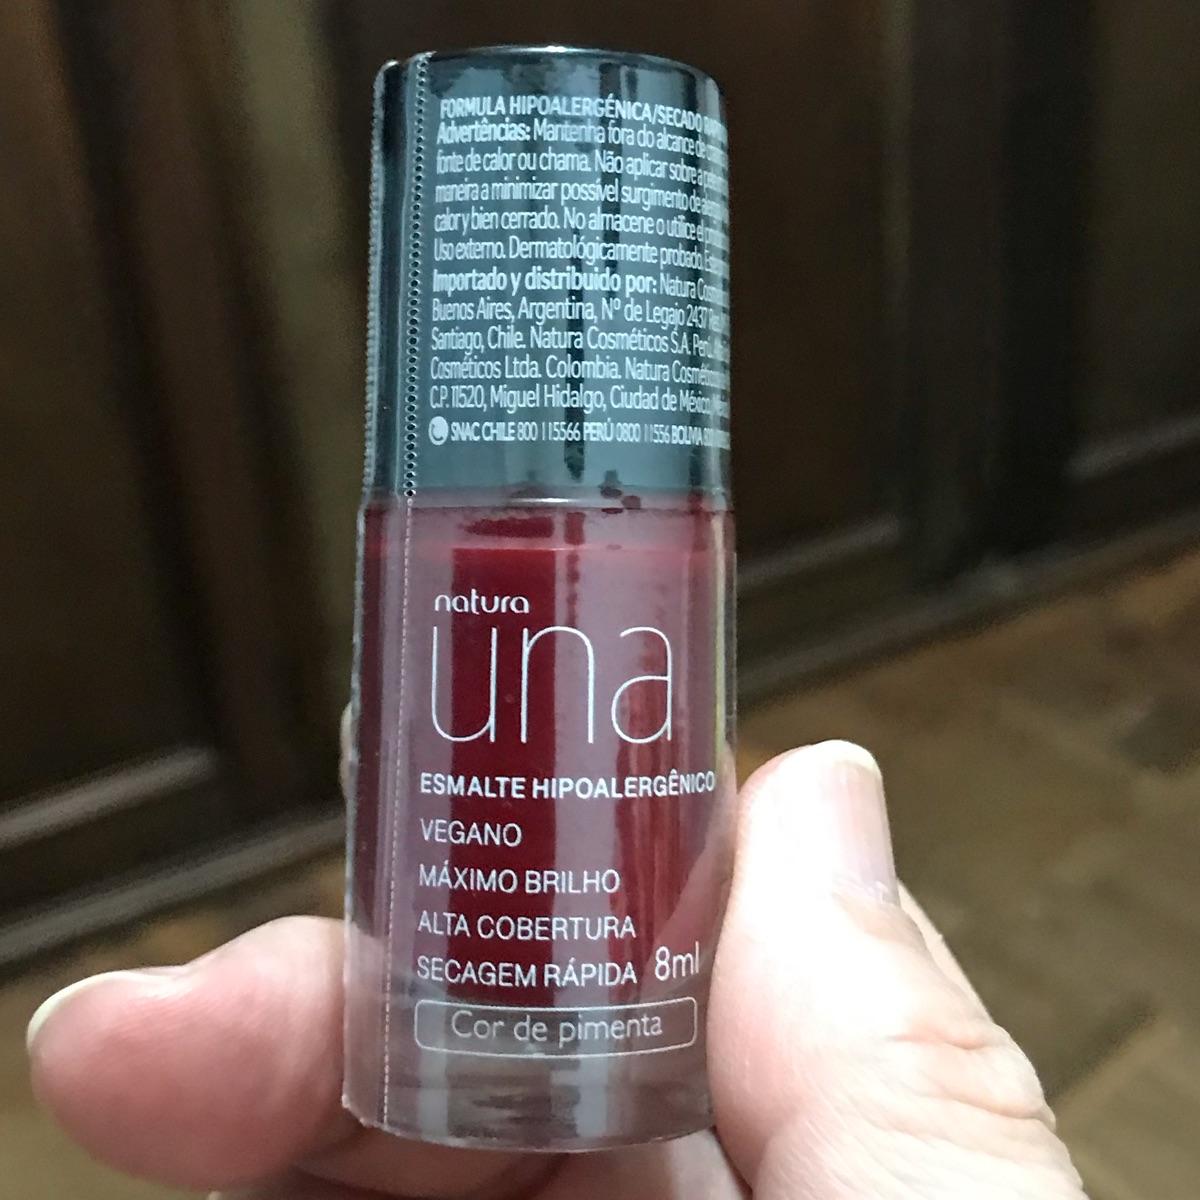 FORMULA HIPOALERGÉNICA/SECADO
Advertências: Mantenha fora do alcance de
fonte de calor ou chama. Não aplicar sobre a
maneira a minimizar possível surgimento de
calor y bien cerrado. No almacene o utilice el
Uso externo. Dermatológicamente probado.
Importado y distribuido por: Natura
Buenos Aires, Argentina, Nº de Legajo 2437
Santiago, Chile. Natura Cosméticos S.A. Perú,
Cosméticos Ltda. Colombia. Natura
C.P. 11520, Miguel Hidalgo, Ciudad de México,
SNAC CHILE 800 115566 PERÚ 0800 11556 BOLIVIA
natura
una
ESMALTE HIPOALERGÊNICO
VEGANO
MÁXIMO BRILHO
ALTA COBERTURA
SECAGEM RÁPIDA 8ml
Cor de pimenta